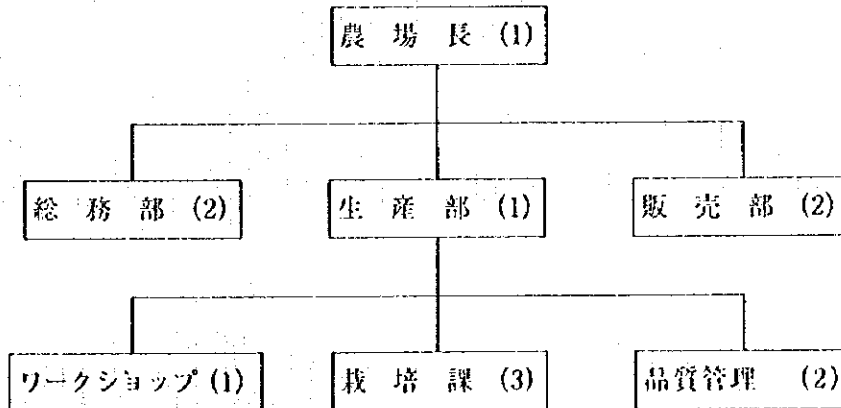 農場長 (1)
総務部 (2)
生産部 (1)
販売部 (2)
ワークショップ (1)
栽培課 (3)
品質管理 (2)